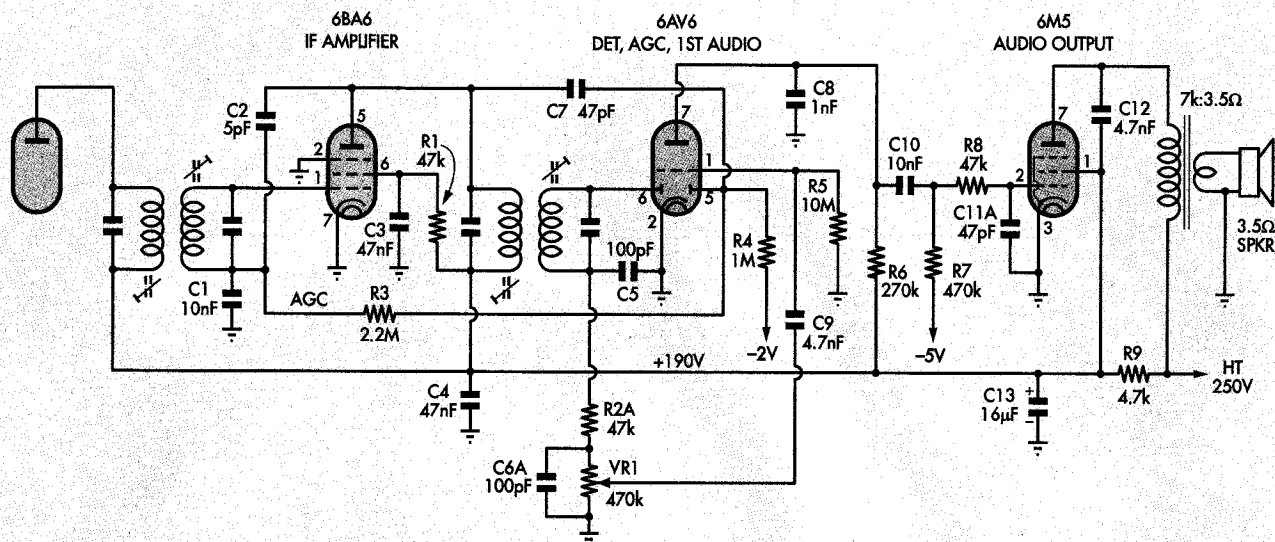 6BA6
IF AMPLIFIER
6AV6
DET, AGC, 1ST AUDIO
6M5
AUDIO OUTPUT
C2
5pF
5
2
1
6
7
R1
47k
C3
47nF
C1
10nF
AGC
R3
2.2M
C4
47nF
C7 47pF
7
1
6
5
2
100pF
C5
R4
1M
−2V
R5
10M
C8
1nF
C9
4.7nF
+190V
R2A
47k
C6A
100pF
VR1
470k
C10
10nF
R6
270k
R7
470k
−5V
R8
47k
C11A
47pF
7
2
1
3
C12
4.7nF
7k:3.5Ω
3.5Ω
SPKR
C13
16µF
+
−
R9
4.7k
HT
250V